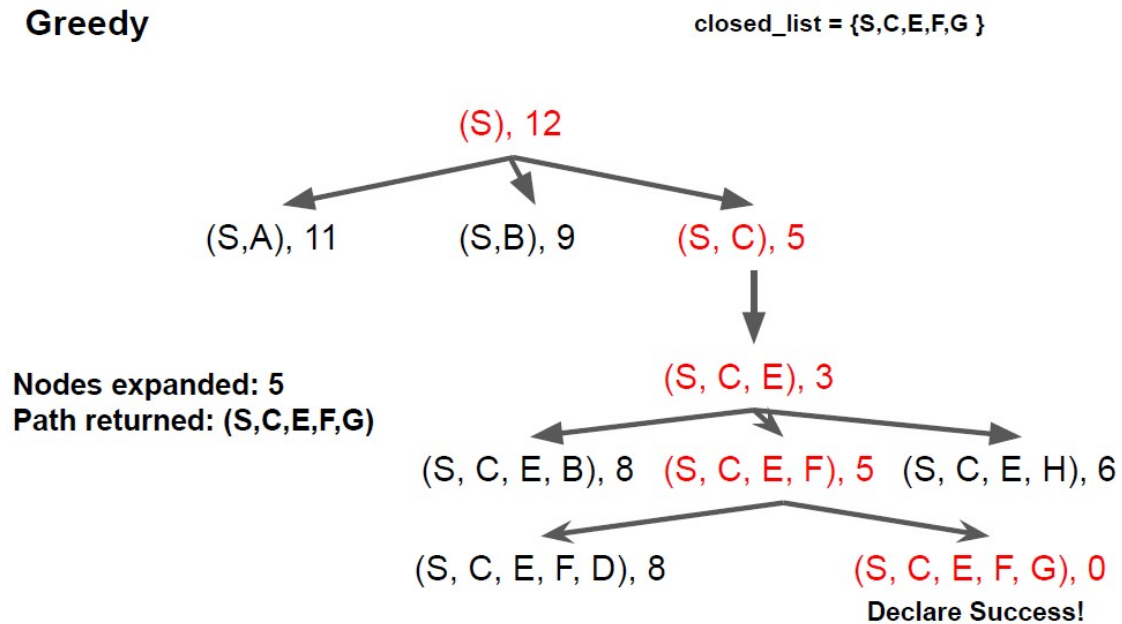 Greedy
closed_list = {S,C,E,F,G }
(S), 12
(S,A), 11
(S,B), 9
(S, C), 5
(S, C, E), 3
Nodes expanded: 5
Path returned: (S,C,E,F,G)
(S, C, E, B), 8
(S, C, E, F), 5
(S, C, E, H), 6
(S, C, E, F, D), 8
(S, C, E, F, G), 0
Declare Success!